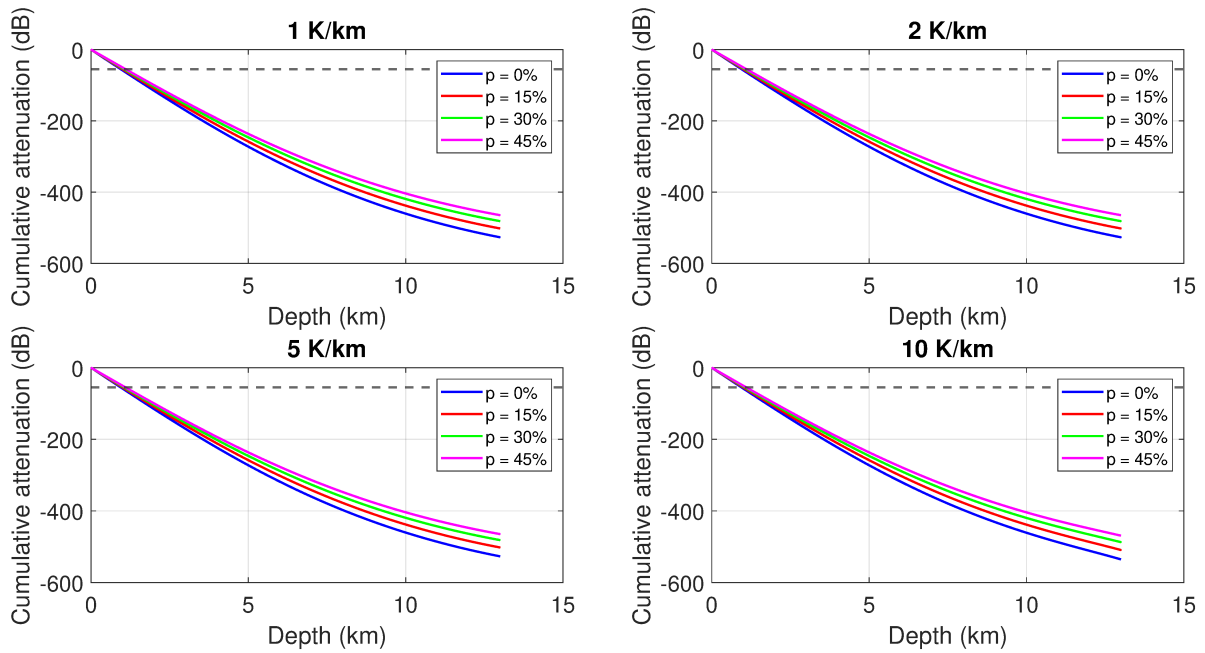 1 K/km
Cumulative attenuation (dB)
0
-200
-400
-600
0
5
10
15
Depth (km)
p = 0%
p = 15%
p = 30%
p = 45%
2 K/km
Cumulative attenuation (dB)
0
-200
-400
-600
0
5
10
15
Depth (km)
p = 0%
p = 15%
p = 30%
p = 45%
5 K/km
Cumulative attenuation (dB)
0
-200
-400
-600
0
5
10
15
Depth (km)
p = 0%
p = 15%
p = 30%
p = 45%
10 K/km
Cumulative attenuation (dB)
0
-200
-400
-600
0
5
10
15
Depth (km)
p = 0%
p = 15%
p = 30%
p = 45%